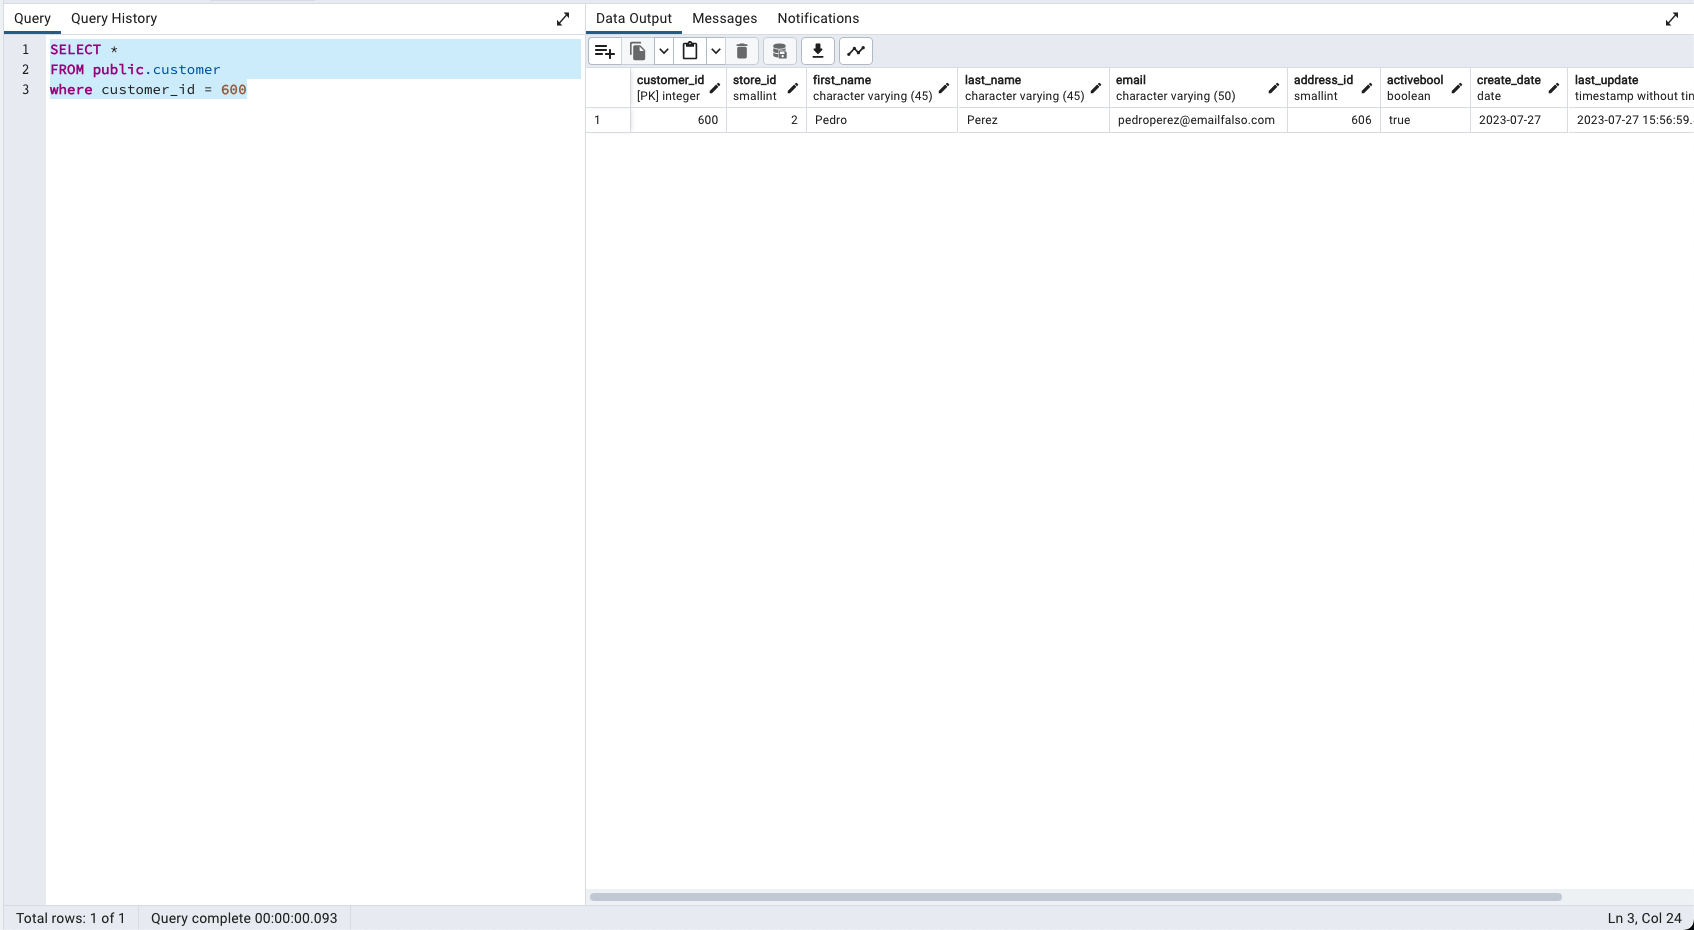 Query Query History
1 SELECT *
2 FROM public.customer
3 where customer_id = 600
Data Output Messages Notifications
customer_id store_id first_name last_name email address_id activebool create_date last_update
[PK] integer smallint character varying (45) character varying (45) character varying (50) smallint boolean date timestamp without tin
1 600 2 Pedro Perez pedroperez@emailfalso.com 606 true 2023-07-27 2023-07-27 15:56:59.
Total rows: 1 of 1 Query complete 00:00:00.093 Ln 3, Col 24